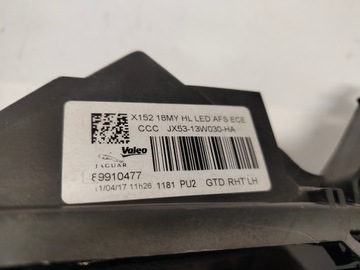 X152 18MY HL LED AFS ECE
CCC JX53-13W030-HA
Valeo
JAGUAR
89910477
11/04/17 11h26 1181 PU2 GTD RHT LH